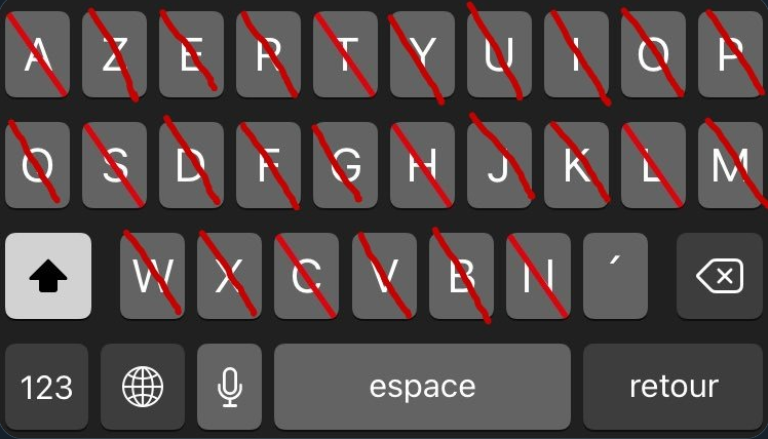 A Z E R T Y U I O P
Q S D F G H J K L M
W X C V B N ´
123 espace retour